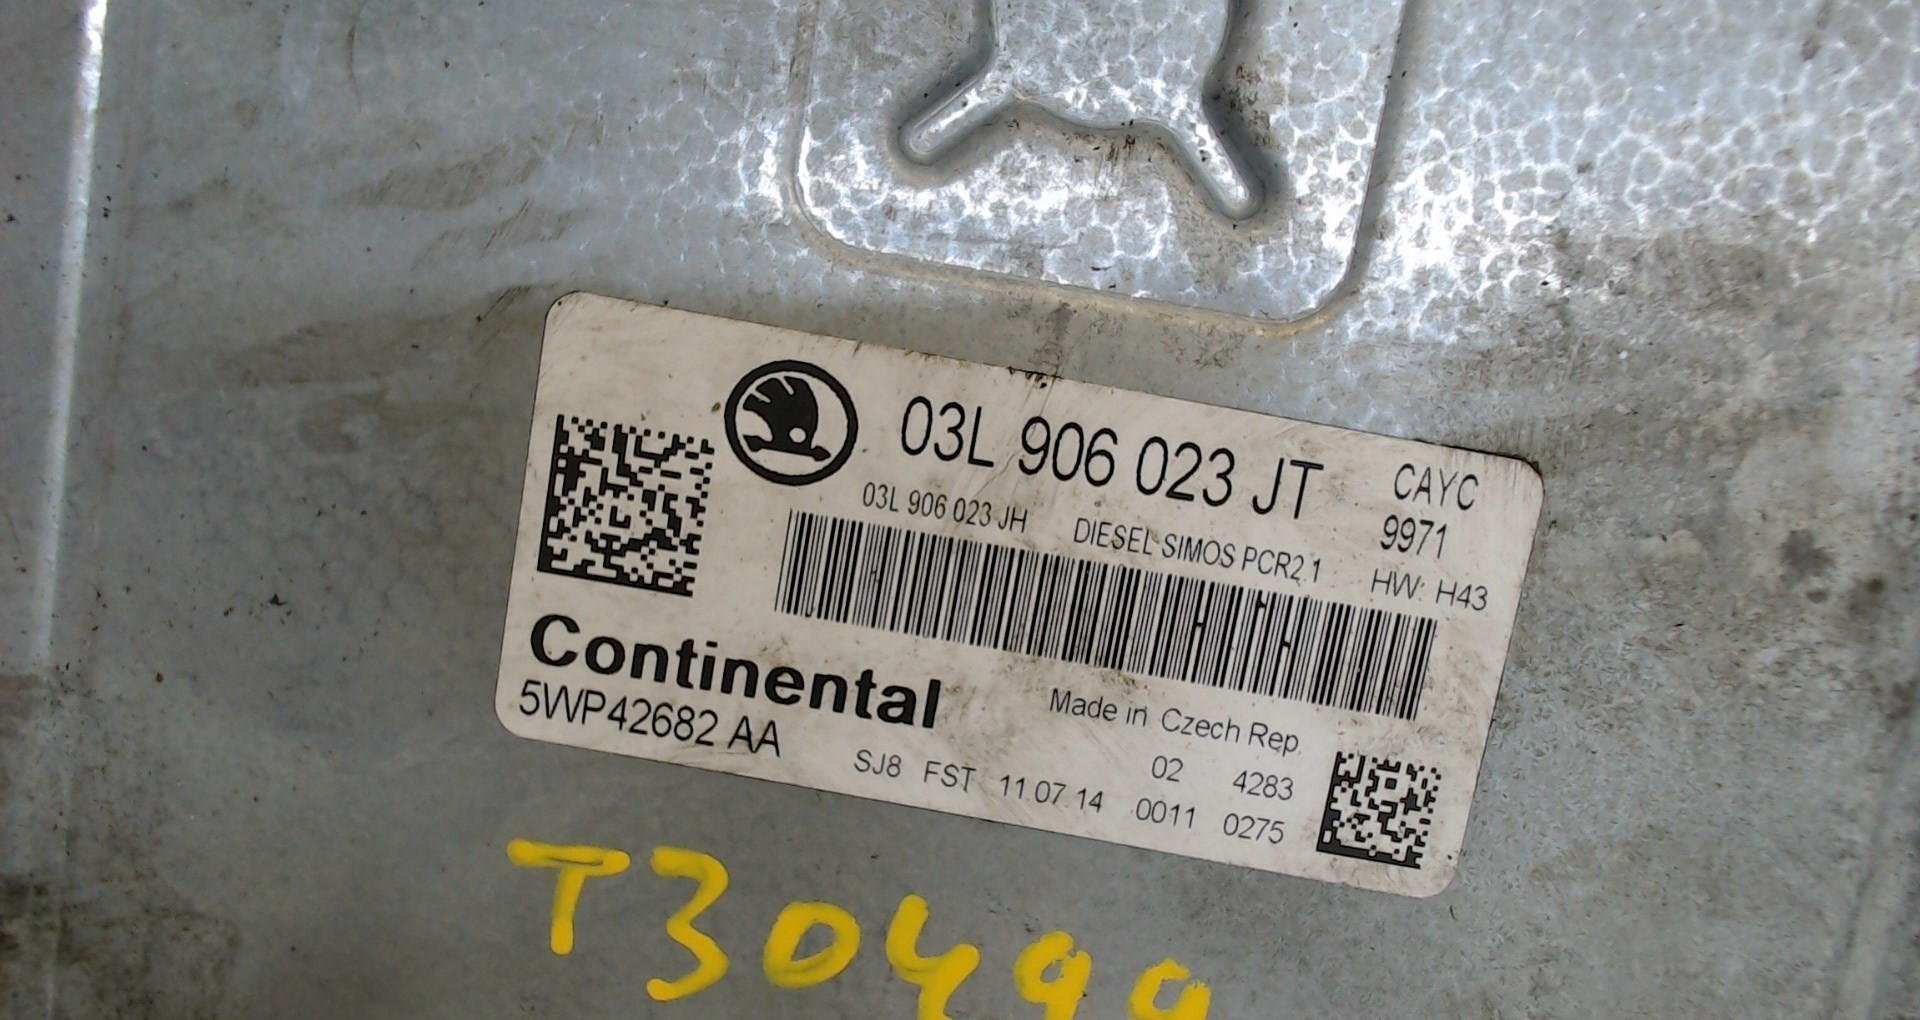 03L 906 023 JT CAYC
9971
03L 906 023 JH DIESEL SIMOS PCR2.1 HW: H43
Continental
5WP42682 AA
Made in Czech Rep.
02 4283
SJ8 FST 11.07.14 0011 0275
T30499